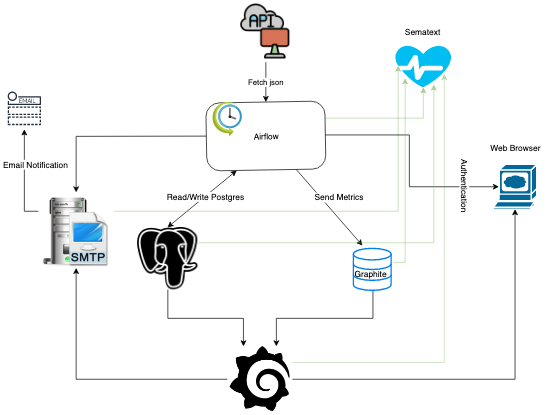 API
Sematext
Fetch json
EMAIL
Airflow
Email Notification
Web Browser
Authentication
Read/Write Postgres
Send Metrics
SMTP
Graphite